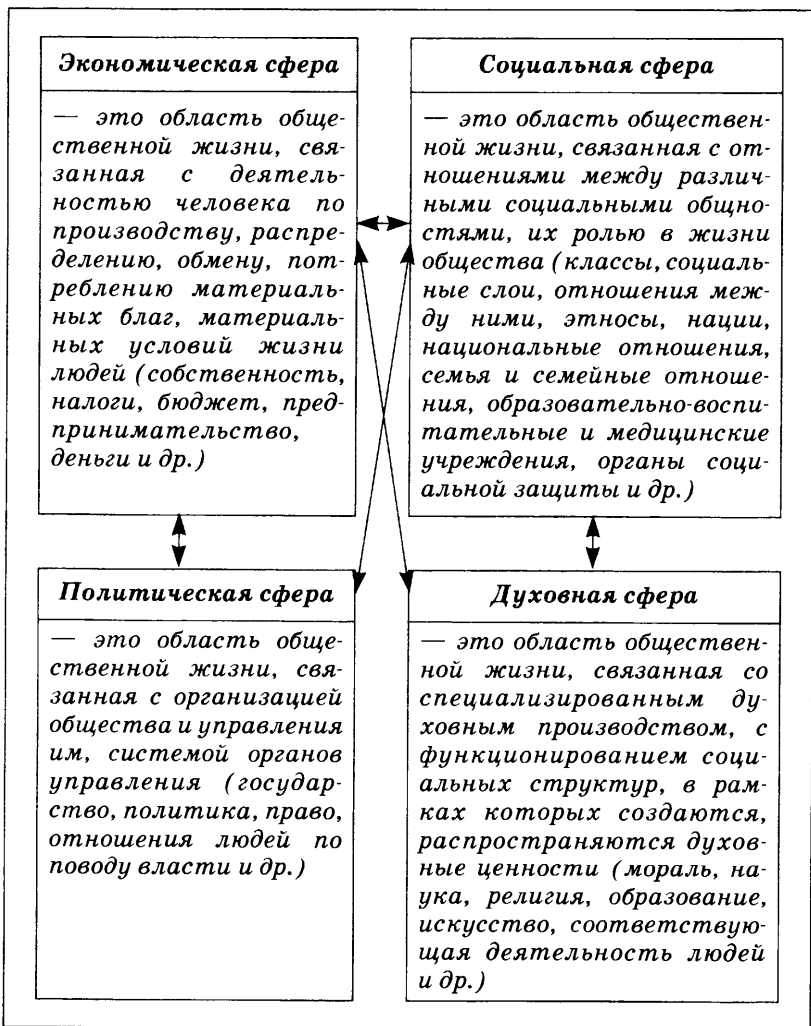 Экономическая сфера
— это область обще-
ственной жизни, свя-
занная с деятель-
ностью человека по
производству, распре-
делению, обмену, пот-
реблению материаль-
ных благ, материаль-
ных условий жизни
людей (собственность,
налоги, бюджет, пред-
принимательство,
деньги и др.)
Социальная сфера
— это область обществен-
ной жизни, связанная с от-
ношениями между различ-
ными социальными общно-
стями, их ролью в жизни
общества (классы, социаль-
ные слои, отношения меж-
ду ними, этносы, нации,
национальные отношения,
семья и семейные отноше-
ния, образовательно-воспи-
тательные и медицинские
учреждения, органы соци-
альной защиты и др.)
Политическая сфера
— это область обще-
ственной жизни, свя-
занная с организацией
общества и управления
им, системой органов
управления (государ-
ство, политика, право,
отношения людей по
поводу власти и др.)
Духовная сфера
— это область обществен-
ной жизни, связанная со
специализированным ду-
ховным производством, с
функционированием соци-
альных структур, в рам-
ках которых создаются,
распространяются духов-
ные ценности (мораль, на-
ука, религия, образование,
искусство, соответствую-
щая деятельность людей
и др.)